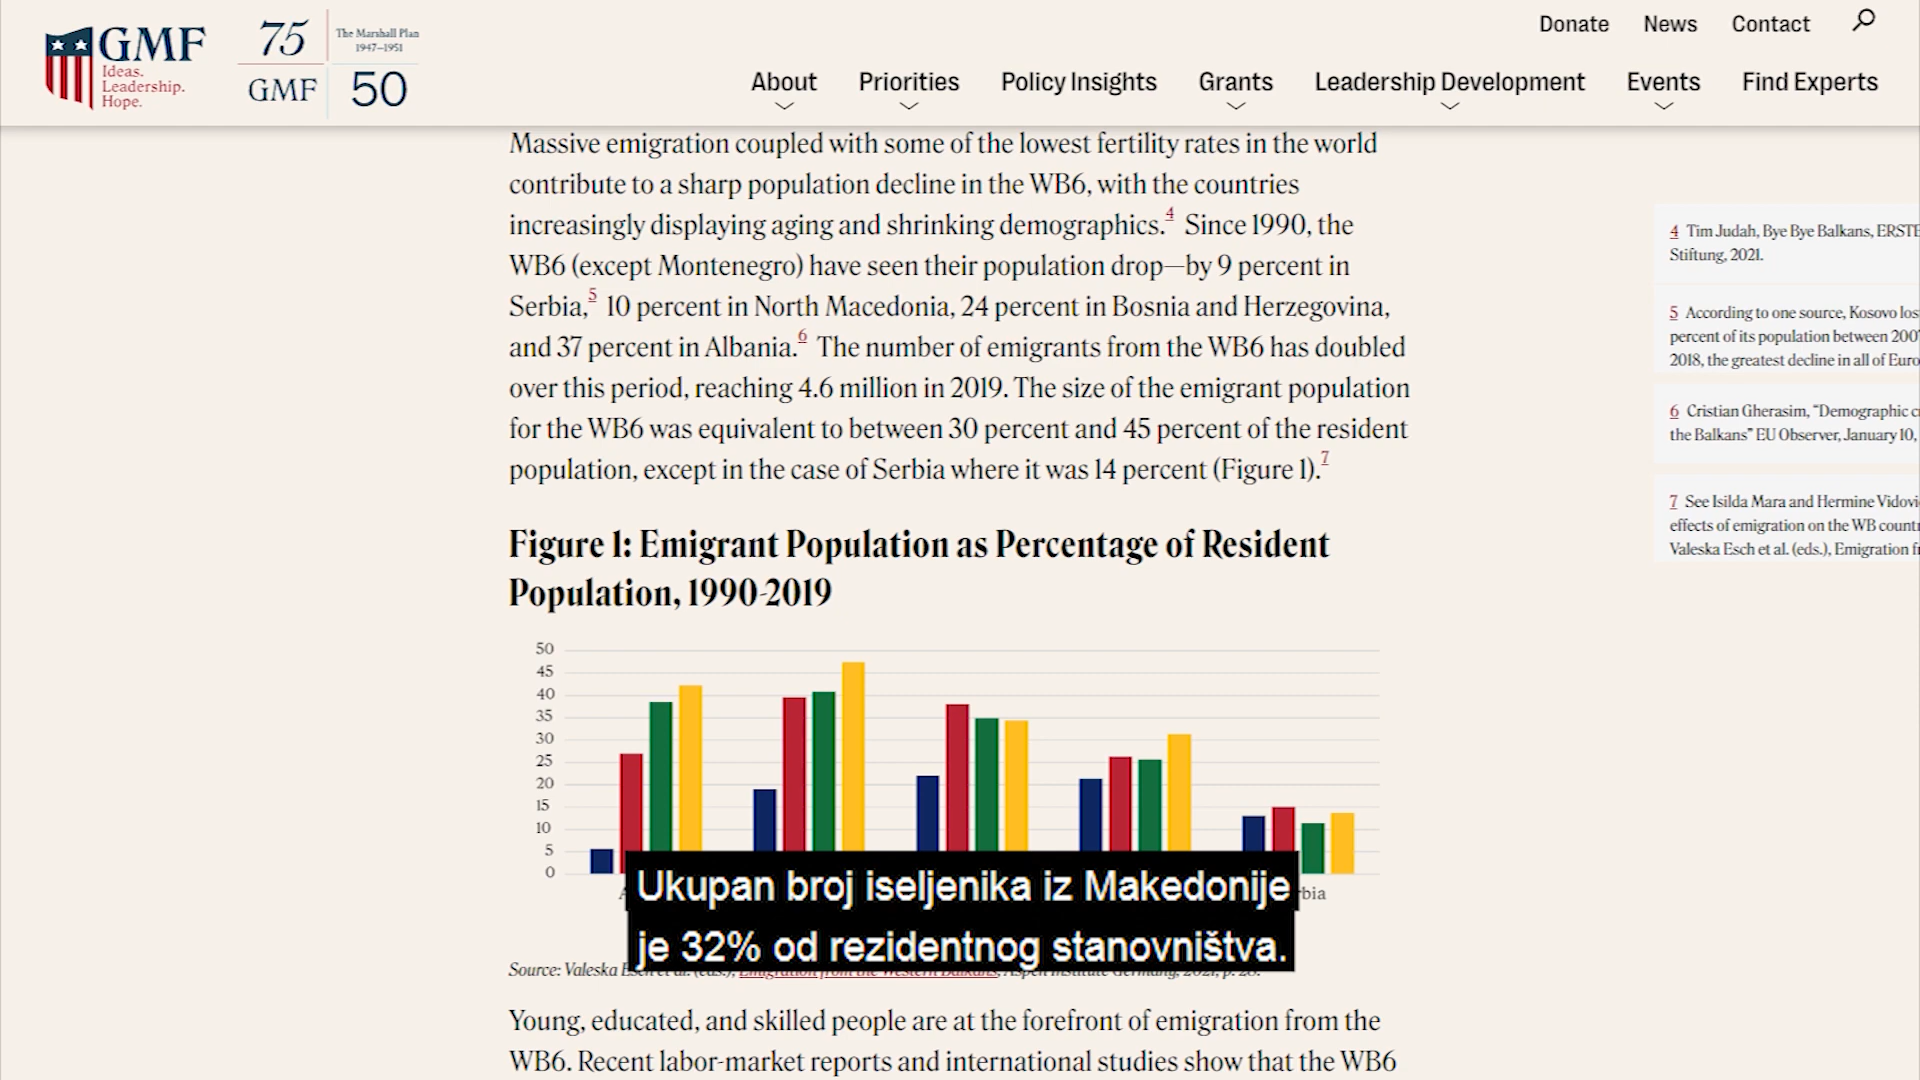 GMF
Ideas.
Leadership.
Hope.
75
The Marshall Plan
1947–1951
GMF
50
Donate
News
Contact
About
Priorities
Policy Insights
Grants
Leadership Development
Events
Find Experts
Massive emigration coupled with some of the lowest fertility rates in the world
contribute to a sharp population decline in the WB6, with the countries
increasingly displaying aging and shrinking demographics.4 Since 1990, the
WB6 (except Montenegro) have seen their population drop—by 9 percent in
Serbia,5 10 percent in North Macedonia, 24 percent in Bosnia and Herzegovina,
and 37 percent in Albania.6 The number of emigrants from the WB6 has doubled
over this period, reaching 4.6 million in 2019. The size of the emigrant population
for the WB6 was equivalent to between 30 percent and 45 percent of the resident
population, except in the case of Serbia where it was 14 percent (Figure 1).7
4 Tim Judah, Bye Bye Balkans, ERSTE
Stiftung, 2021.
5 According to one source, Kosovo los
percent of its population between 200
2018, the greatest decline in all of Euro
6 Cristian Gherasim, “Demographic c
the Balkans” EU Observer, January 10,
7 See Isilda Mara and Hermine Vidovi
effects of emigration on the WB count
Valeska Esch et al. (eds.), Emigration f
Figure 1: Emigrant Population as Percentage of Resident
Population, 1990-2019
50
45
40
35
30
25
20
15
10
5
0
rbia
Ukupan broj iseljenika iz Makedonije
je 32% od rezidentnog stanovništva.
Source: Valeska
Young, educated, and skilled people are at the forefront of emigration from the
WB6. Recent labor-market reports and international studies show that the WB6